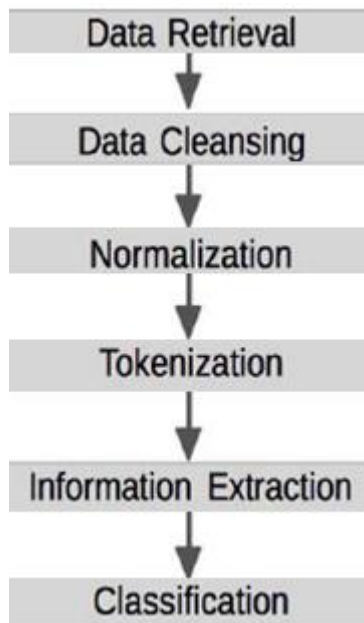 Data Retrieval
Data Cleansing
Normalization
Tokenization
Information Extraction
Classification